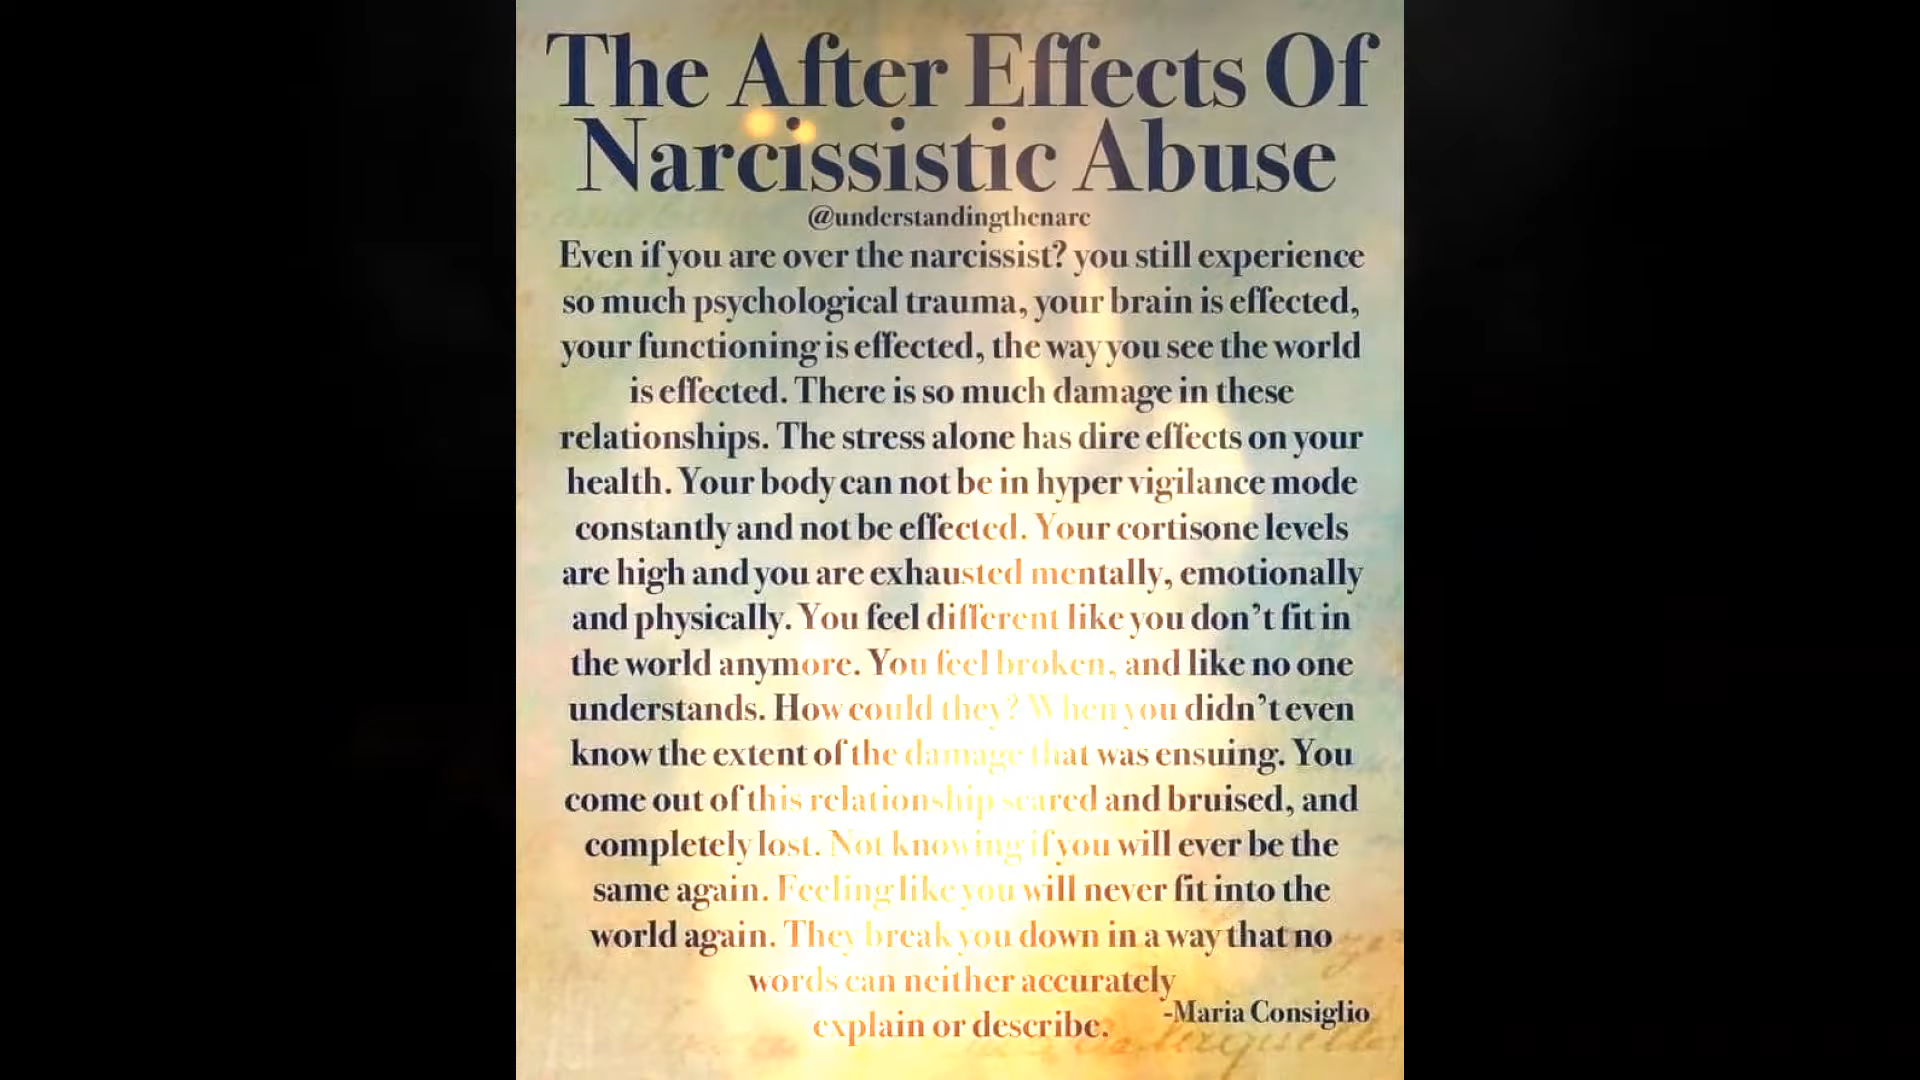 The After Effects Of
Narcissistic Abuse
@understandingthenarc
Even if you are over the narcissist? you still experience
so much psychological trauma, your brain is effected,
your functioning is effected, the way you see the world
is effected. There is so much damage in these
relationships. The stress alone has dire effects on your
health. Your body can not be in hyper vigilance mode
constantly and not be effected. Your cortisone levels
are high and you are exhausted mentally, emotionally
and physically. You feel different like you don't fit in
the world anymore. You feel broken, and like no one
understands. How could they? When you didn't even
know the extent of the damage that was ensuing. You
come out of this relationship scared and bruised, and
completely lost. Not knowing if you will ever be the
same again. Feeling like you will never fit into the
world again. They break you down in a way that no
words can neither accurately
explain or describe.
-Maria Consiglio